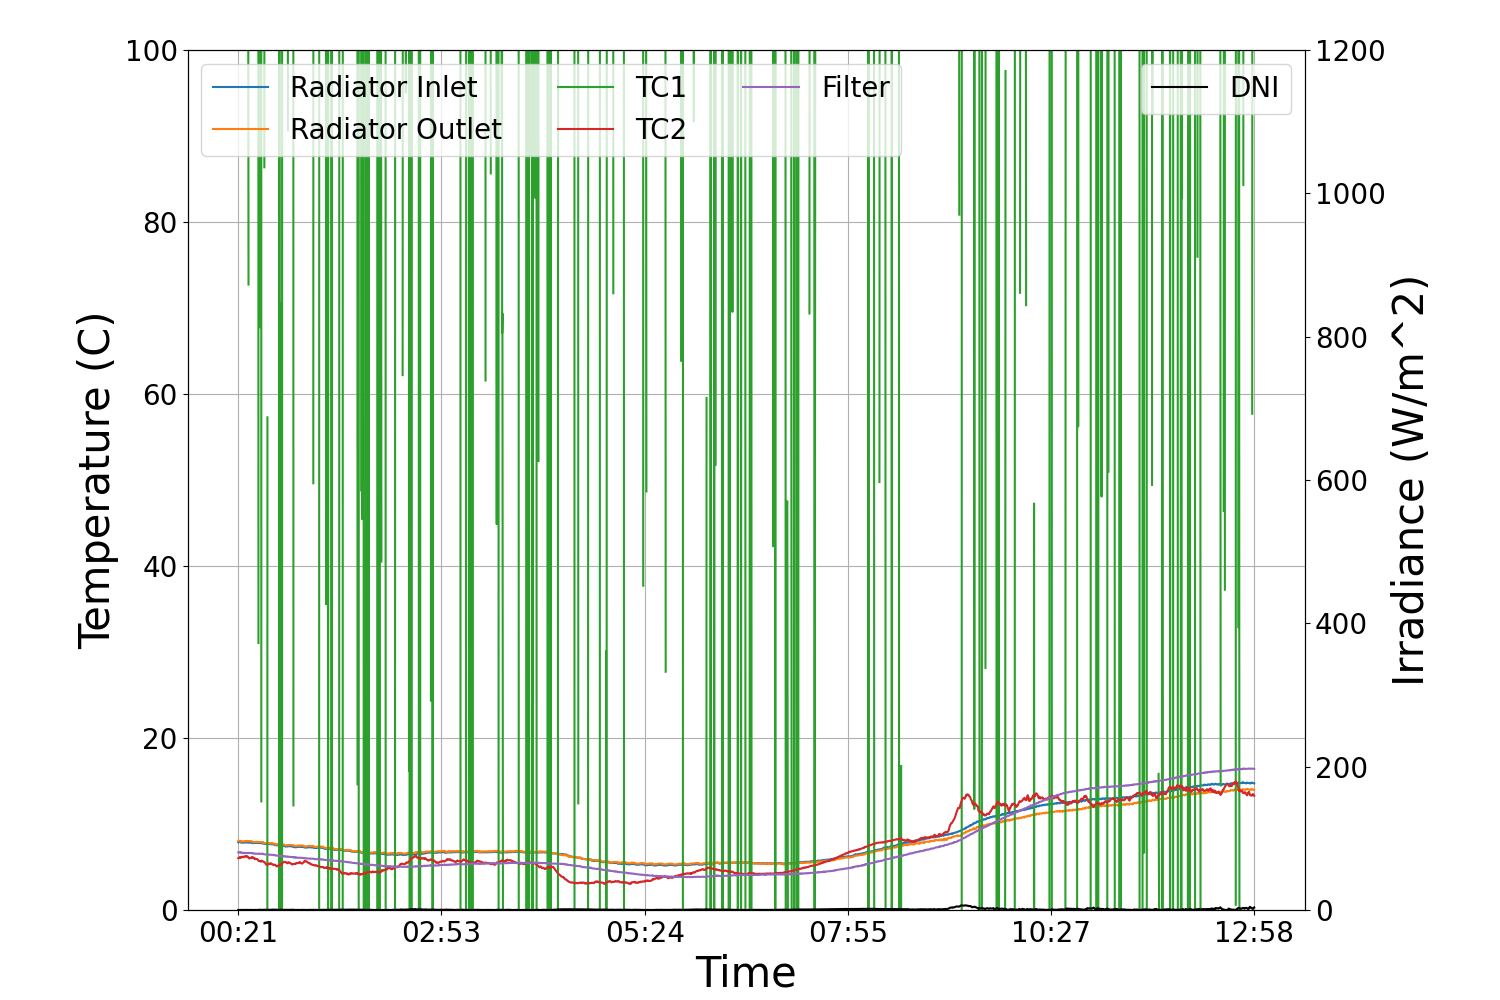 100
80
60
40
20
0
Temperature (C)
Radiator Inlet
Radiator Outlet
TC1
TC2
Filter
DNI
1200
1000
800
600
400
200
0
Irradiance (W/m^2)
00:21
02:53
05:24
07:55
10:27
12:58
Time